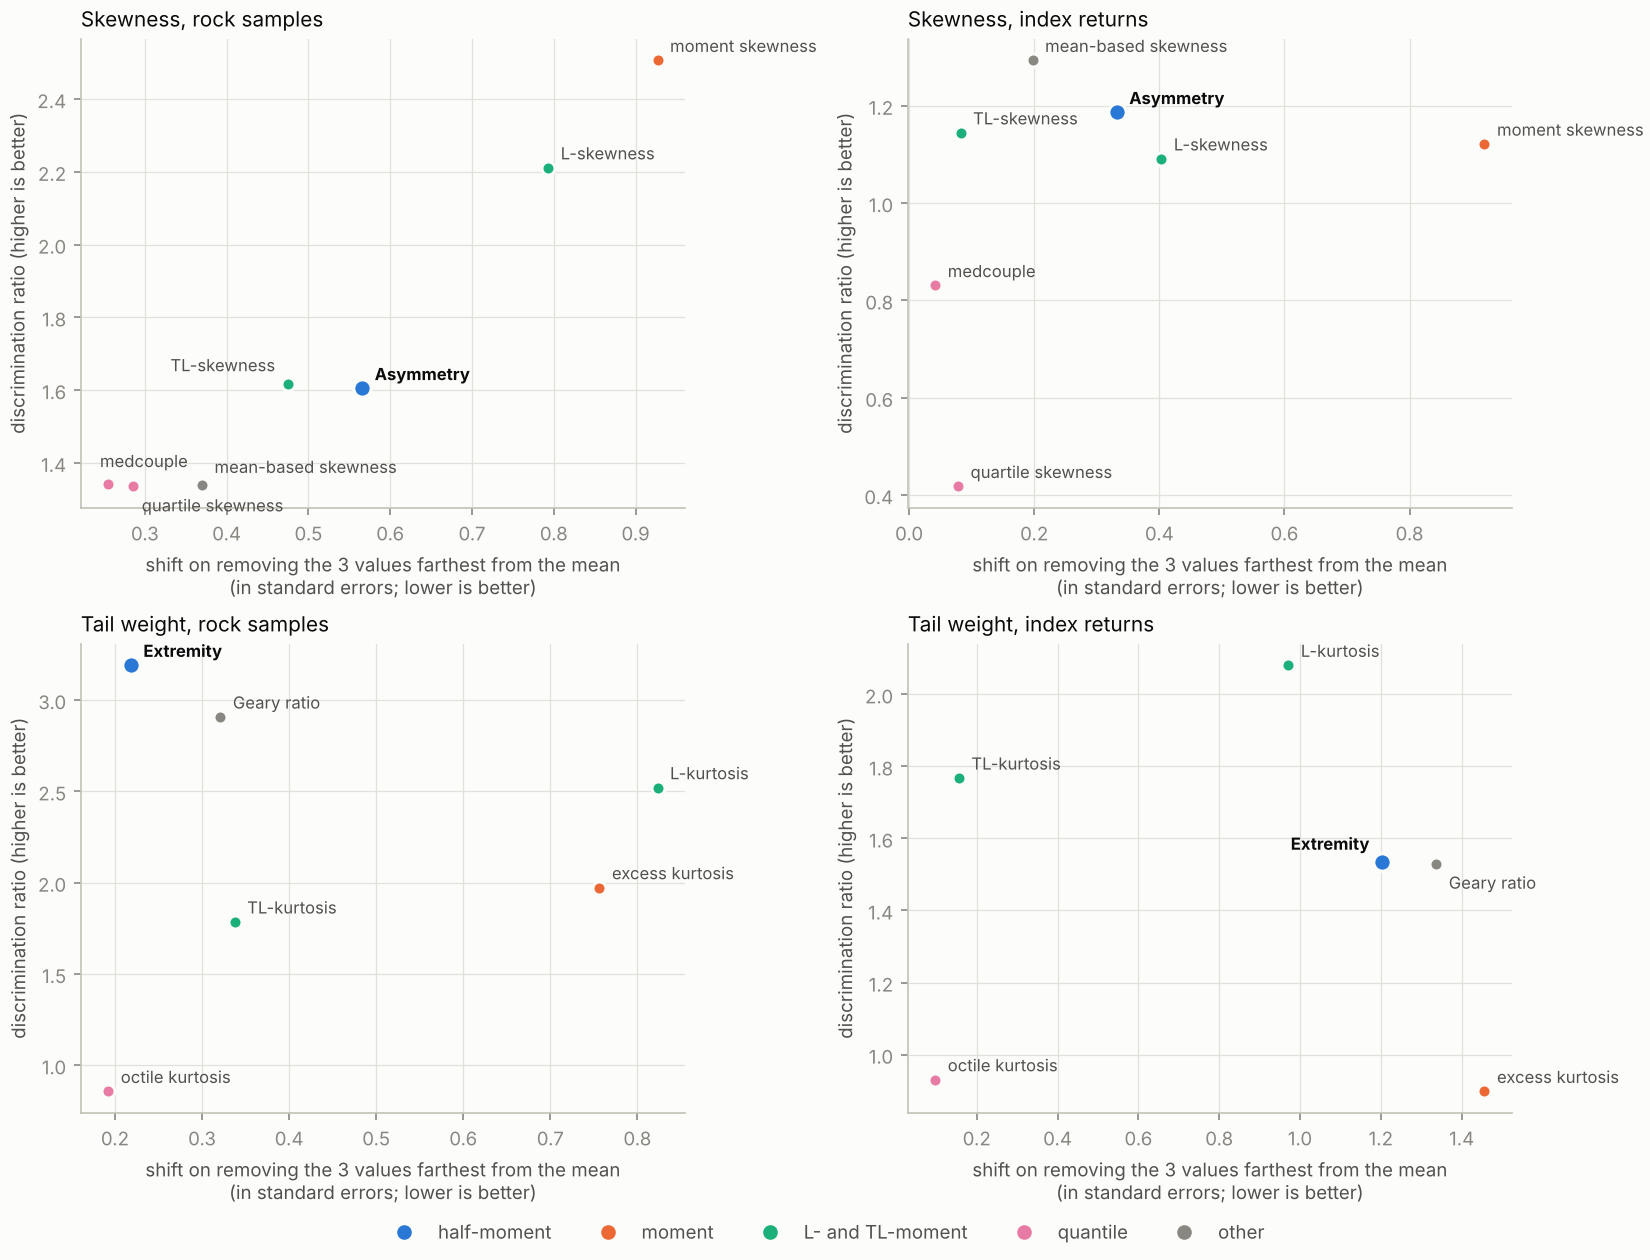 Skewness, rock samples
discrimination ratio (higher is better)
2.4
2.2
2.0
1.8
1.6
1.4
moment skewness
L-skewness
TL-skewness
Asymmetry
medcouple
mean-based skewness
quartile skewness
0.3 0.4 0.5 0.6 0.7 0.8 0.9
shift on removing the 3 values farthest from the mean
(in standard errors; lower is better)
Skewness, index returns
discrimination ratio (higher is better)
1.2
1.0
0.8
0.6
0.4
mean-based skewness
Asymmetry
TL-skewness
moment skewness
L-skewness
medcouple
quartile skewness
0.0 0.2 0.4 0.6 0.8
shift on removing the 3 values farthest from the mean
(in standard errors; lower is better)
Tail weight, rock samples
discrimination ratio (higher is better)
3.0
2.5
2.0
1.5
1.0
Extremity
Geary ratio
L-kurtosis
excess kurtosis
TL-kurtosis
octile kurtosis
0.2 0.3 0.4 0.5 0.6 0.7 0.8
shift on removing the 3 values farthest from the mean
(in standard errors; lower is better)
Tail weight, index returns
discrimination ratio (higher is better)
2.0
1.8
1.6
1.4
1.2
1.0
L-kurtosis
TL-kurtosis
Extremity
Geary ratio
octile kurtosis
excess kurtosis
0.2 0.4 0.6 0.8 1.0 1.2 1.4
shift on removing the 3 values farthest from the mean
(in standard errors; lower is better)
half-moment moment L- and TL-moment quantile other